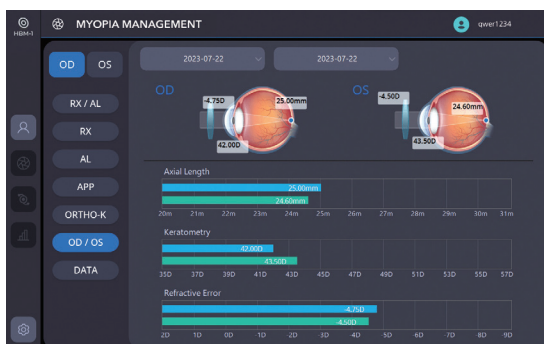 HBM-1
MYOPIA MANAGEMENT
qwer1234
OD OS
RX / AL
RX
AL
APP
ORTHO-K
OD / OS
DATA
2023-07-22 2023-07-22
OD
-4.75D
25.00mm
42.00D
OS
-4.50D
24.60mm
43.50D
Axial Length
25.00mm
24.60mm
20m 21m 22m 23m 24m 25m 26m 27m 28m 29m 30m 31m
Keratometry
42.00D
43.50D
35D 37D 39D 41D 43D 45D 47D 49D 51D 53D 55D 57D
Refractive Error
-4.75D
-4.50D
2D 1D 0D -1D -2D -3D -4D -5D -6D -7D -8D -9D